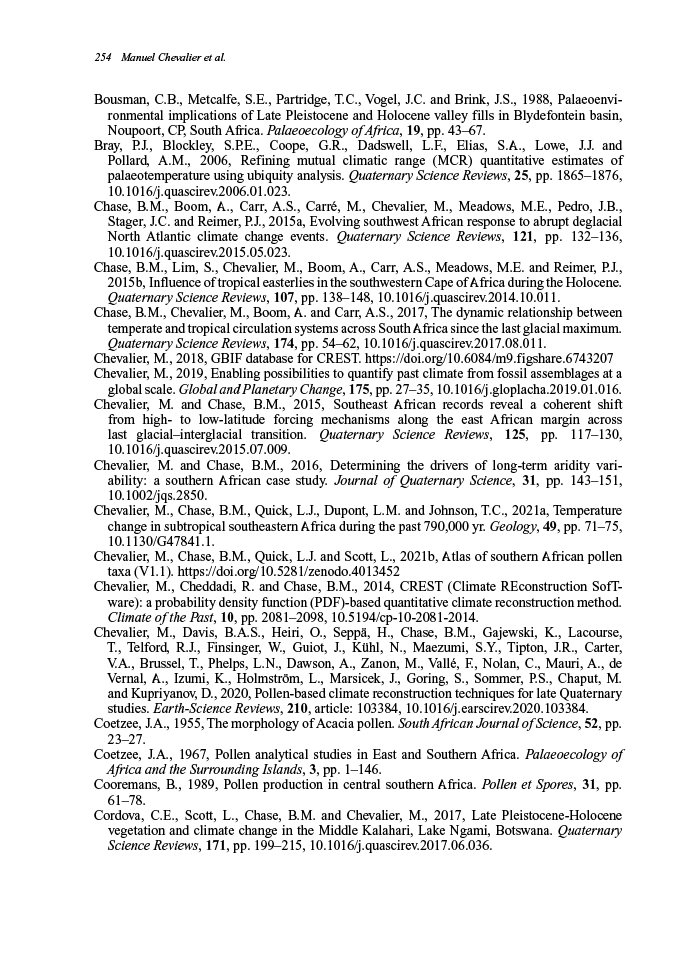 254 Manuel Chevalier et al.
Bousman, C.B., Metcalfe, S.E., Partridge, T.C., Vogel, J.C. and Brink, J.S., 1988, Palaeoenvi-
ronmental implications of Late Pleistocene and Holocene valley fills in Blydefontein basin,
Noupoort, CP, South Africa. Palaeoecology of Africa, 19, pp. 43–67.
Bray, P.J., Blockley, S.P.E., Coope, G.R., Dadswell, L.F., Elias, S.A., Lowe, J.J. and
Pollard, A.M., 2006, Refining mutual climatic range (MCR) quantitative estimates of
palaeotemperature using ubiquity analysis. Quaternary Science Reviews, 25, pp. 1865–1876,
10.1016/j.quascirev.2006.01.023.
Chase, B.M., Boom, A., Carr, A.S., Carré, M., Chevalier, M., Meadows, M.E., Pedro, J.B.,
Stager, J.C. and Reimer, P.J., 2015a, Evolving southwest African response to abrupt deglacial
North Atlantic climate change events. Quaternary Science Reviews, 121, pp. 132–136,
10.1016/j.quascirev.2015.05.023.
Chase, B.M., Lim, S., Chevalier, M., Boom, A., Carr, A.S., Meadows, M.E. and Reimer, P.J.,
2015b, Influence of tropical easterlies in the southwestern Cape of Africa during the Holocene.
Quaternary Science Reviews, 107, pp. 138–148, 10.1016/j.quascirev.2014.10.011.
Chase, B.M., Chevalier, M., Boom, A. and Carr, A.S., 2017, The dynamic relationship between
temperate and tropical circulation systems across South Africa since the last glacial maximum.
Quaternary Science Reviews, 174, pp. 54–62, 10.1016/j.quascirev.2017.08.011.
Chevalier, M., 2018, GBIF database for CREST. https://doi.org/10.6084/m9.figshare.6743207
Chevalier, M., 2019, Enabling possibilities to quantify past climate from fossil assemblages at a
global scale. Global and Planetary Change, 175, pp. 27–35, 10.1016/j.gloplacha.2019.01.016.
Chevalier, M. and Chase, B.M., 2015, Southeast African records reveal a coherent shift
from high- to low-latitude forcing mechanisms along the east African margin across
last glacial–interglacial transition. Quaternary Science Reviews, 125, pp. 117–130,
10.1016/j.quascirev.2015.07.009.
Chevalier, M. and Chase, B.M., 2016, Determining the drivers of long-term aridity vari-
ability: a southern African case study. Journal of Quaternary Science, 31, pp. 143–151,
10.1002/jqs.2850.
Chevalier, M., Chase, B.M., Quick, L.J., Dupont, L.M. and Johnson, T.C., 2021a, Temperature
change in subtropical southeastern Africa during the past 790,000 yr. Geology, 49, pp. 71–75,
10.1130/G47841.1.
Chevalier, M., Chase, B.M., Quick, L.J. and Scott, L., 2021b, Atlas of southern African pollen
taxa (V1.1). https://doi.org/10.5281/zenodo.4013452
Chevalier, M., Cheddadi, R. and Chase, B.M., 2014, CREST (Climate REconstruction SofT-
ware): a probability density function (PDF)-based quantitative climate reconstruction method.
Climate of the Past, 10, pp. 2081–2098, 10.5194/cp-10-2081-2014.
Chevalier, M., Davis, B.A.S., Heiri, O., Seppä, H., Chase, B.M., Gajewski, K., Lacourse,
T., Telford, R.J., Finsinger, W., Guiot, J., Kühl, N., Maezumi, S.Y., Tipton, J.R., Carter,
V.A., Brussel, T., Phelps, L.N., Dawson, A., Zanon, M., Vallé, F., Nolan, C., Mauri, A., de
Vernal, A., Izumi, K., Holmström, L., Marsicek, J., Goring, S., Sommer, P.S., Chaput, M.
and Kupriyanov, D., 2020, Pollen-based climate reconstruction techniques for late Quaternary
studies. Earth-Science Reviews, 210, article: 103384, 10.1016/j.earscirev.2020.103384.
Coetzee, J.A., 1955, The morphology of Acacia pollen. South African Journal of Science, 52, pp.
23–27.
Coetzee, J.A., 1967, Pollen analytical studies in East and Southern Africa. Palaeoecology of
Africa and the Surrounding Islands, 3, pp. 1–146.
Cooremans, B., 1989, Pollen production in central southern Africa. Pollen et Spores, 31, pp.
61–78.
Cordova, C.E., Scott, L., Chase, B.M. and Chevalier, M., 2017, Late Pleistocene-Holocene
vegetation and climate change in the Middle Kalahari, Lake Ngami, Botswana. Quaternary
Science Reviews, 171, pp. 199–215, 10.1016/j.quascirev.2017.06.036.